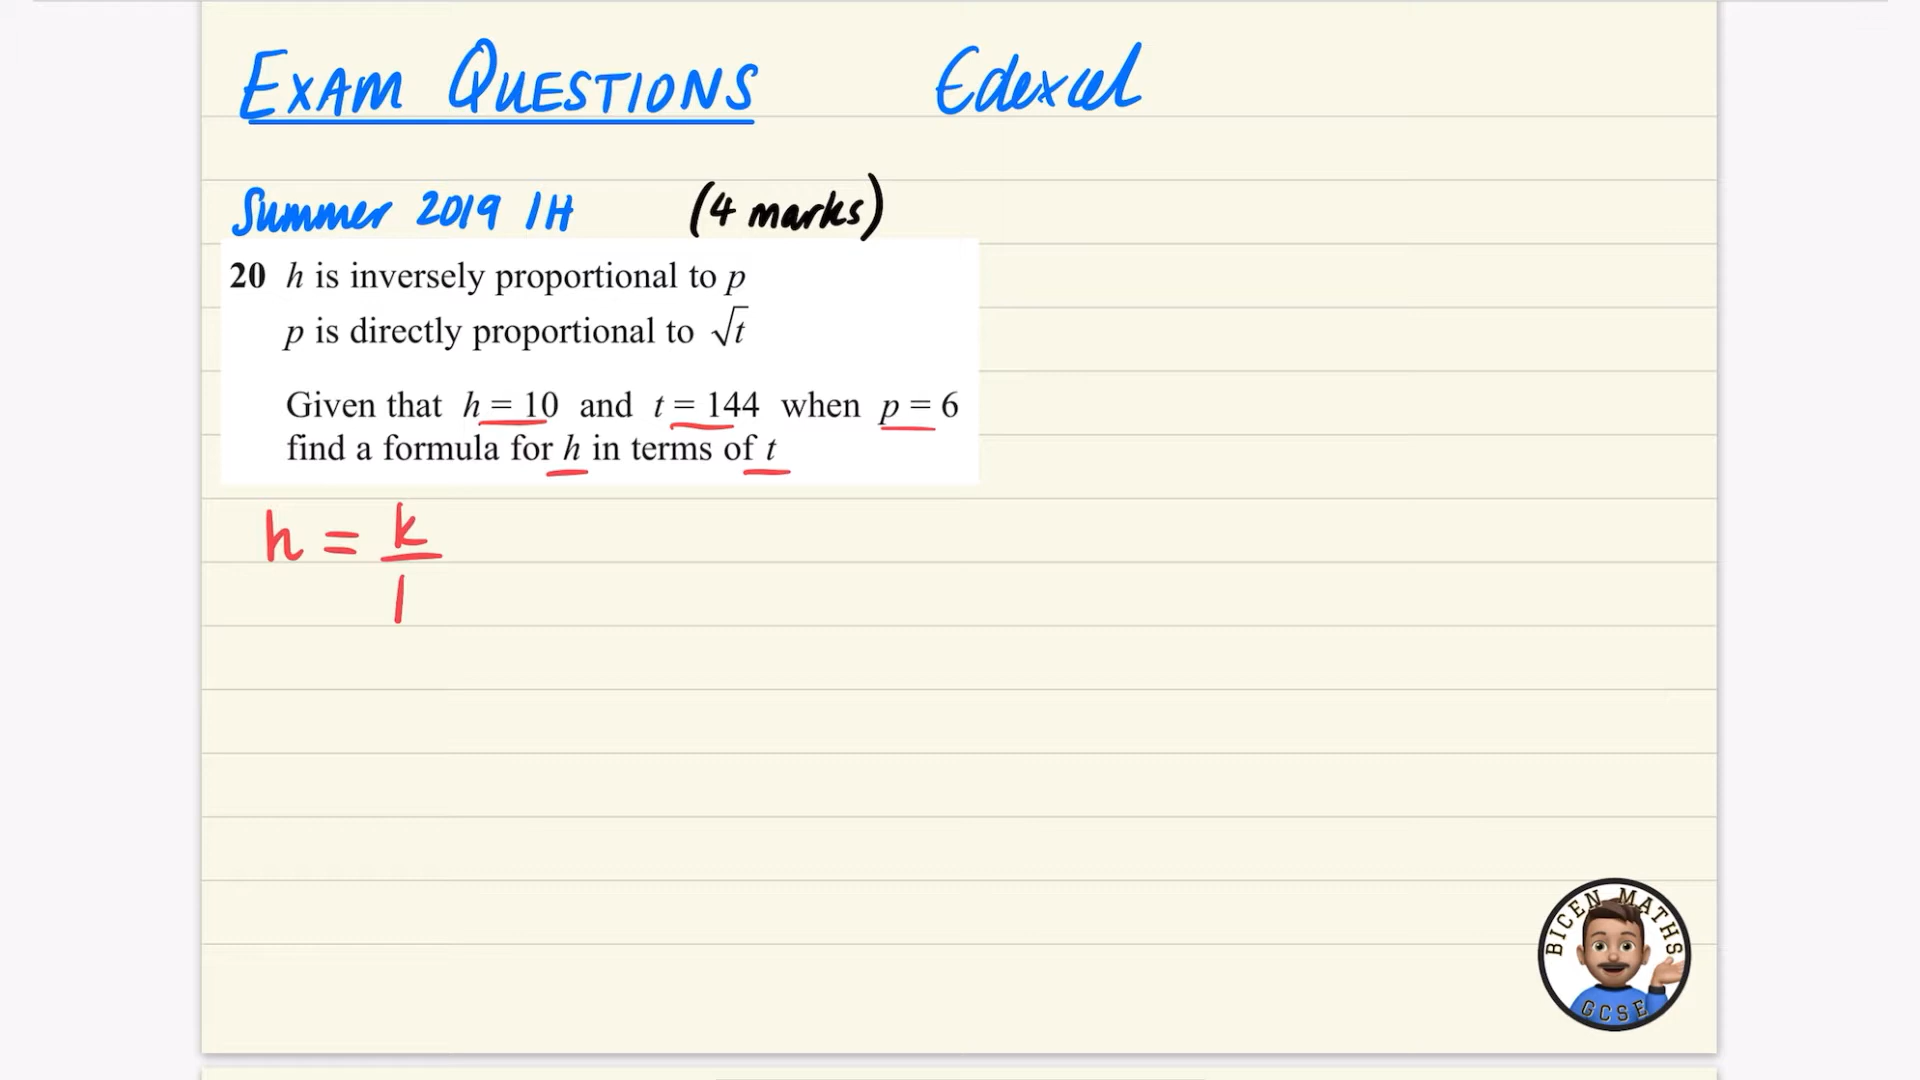 EXAM QUESTIONS Edexcel
Summer 2019 1H (4 marks)
20 h is inversely proportional to p
p is directly proportional to √t
Given that h = 10 and t = 144 when p = 6
find a formula for h in terms of t
h = k
|
BICEN MATHS
GCSE